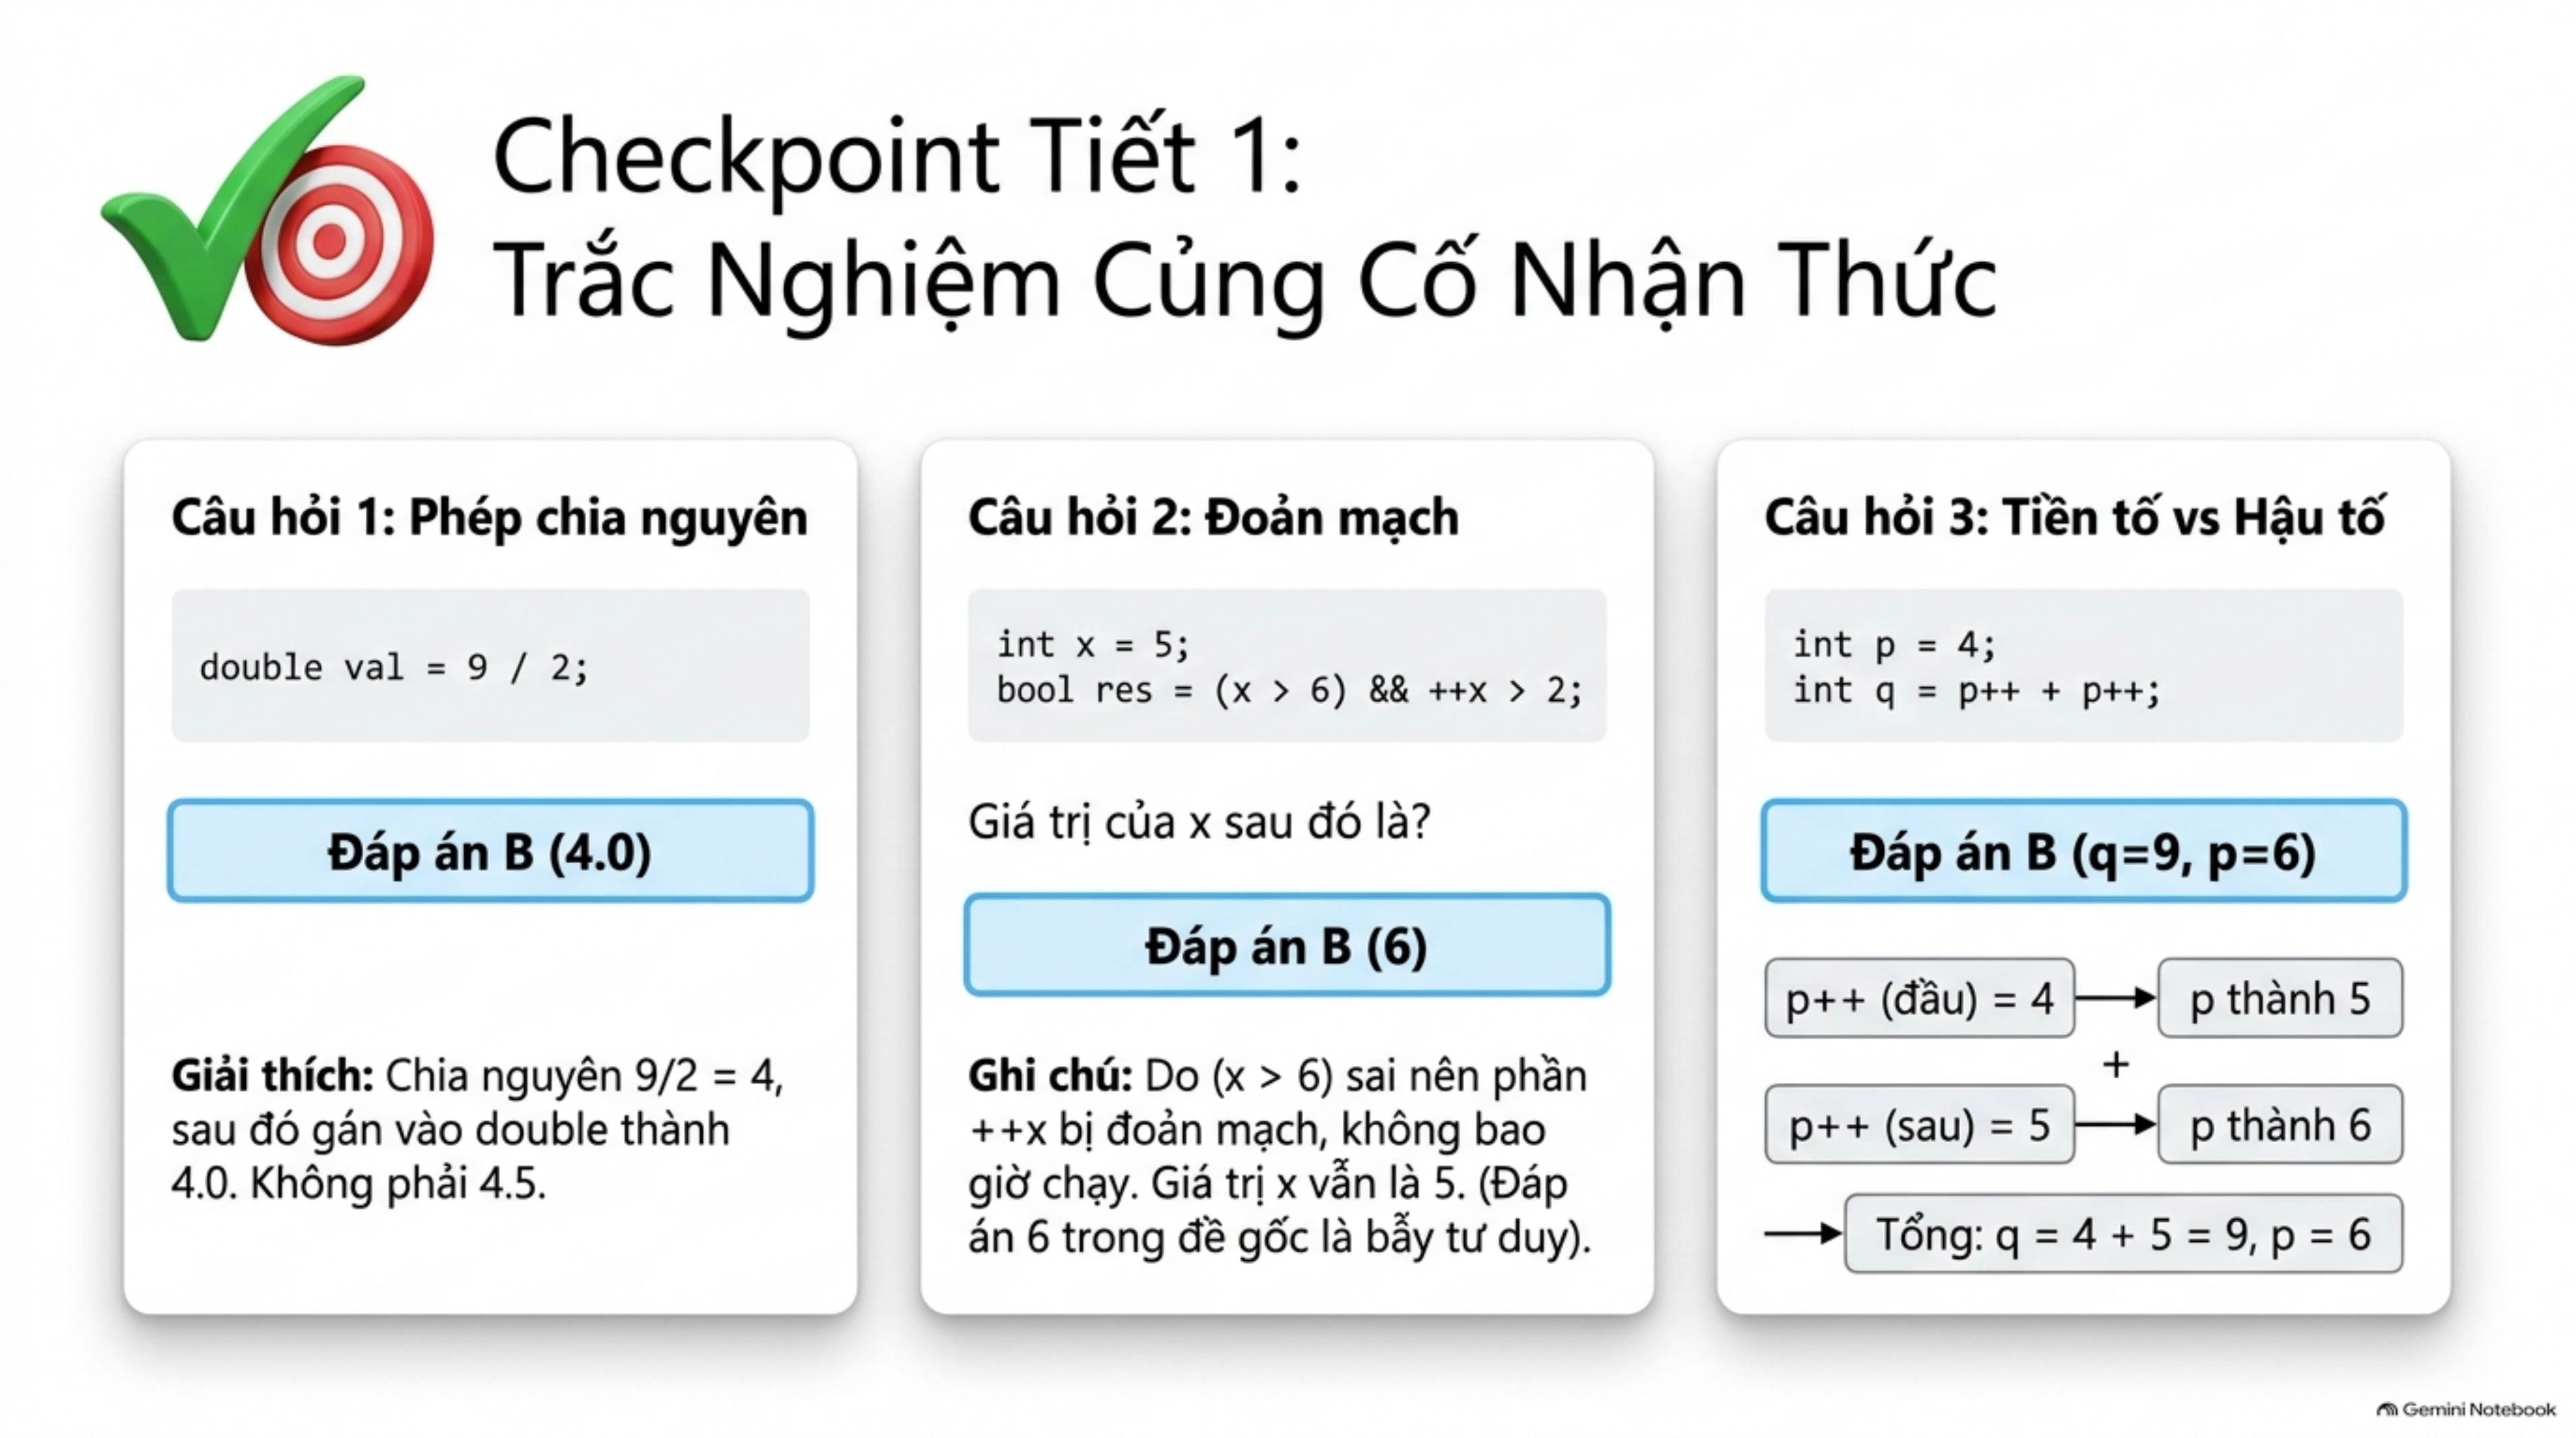 Checkpoint Tiết 1:
Trắc Nghiệm Củng Cố Nhận Thức
Câu hỏi 1: Phép chia nguyên
double val = 9 / 2;
Đáp án B (4.0)
Giải thích: Chia nguyên 9/2 = 4,
sau đó gán vào double thành
4.0. Không phải 4.5.
Câu hỏi 2: Đoản mạch
int x = 5;
bool res = (x > 6) && ++x > 2;
Giá trị của x sau đó là?
Đáp án B (6)
Ghi chú: Do (x > 6) sai nên phần
++x bị đoản mạch, không bao
giờ chạy. Giá trị x vẫn là 5. (Đáp
án 6 trong đề gốc là bẫy tư duy).
Câu hỏi 3: Tiền tố vs Hậu tố
int p = 4;
int q = p++ + p++;
Đáp án B (q=9, p=6)
p++ (đầu) = 4
p thành 5
+
p++ (sau) = 5
p thành 6
Tổng: q = 4 + 5 = 9, p = 6
Gemini Notebook